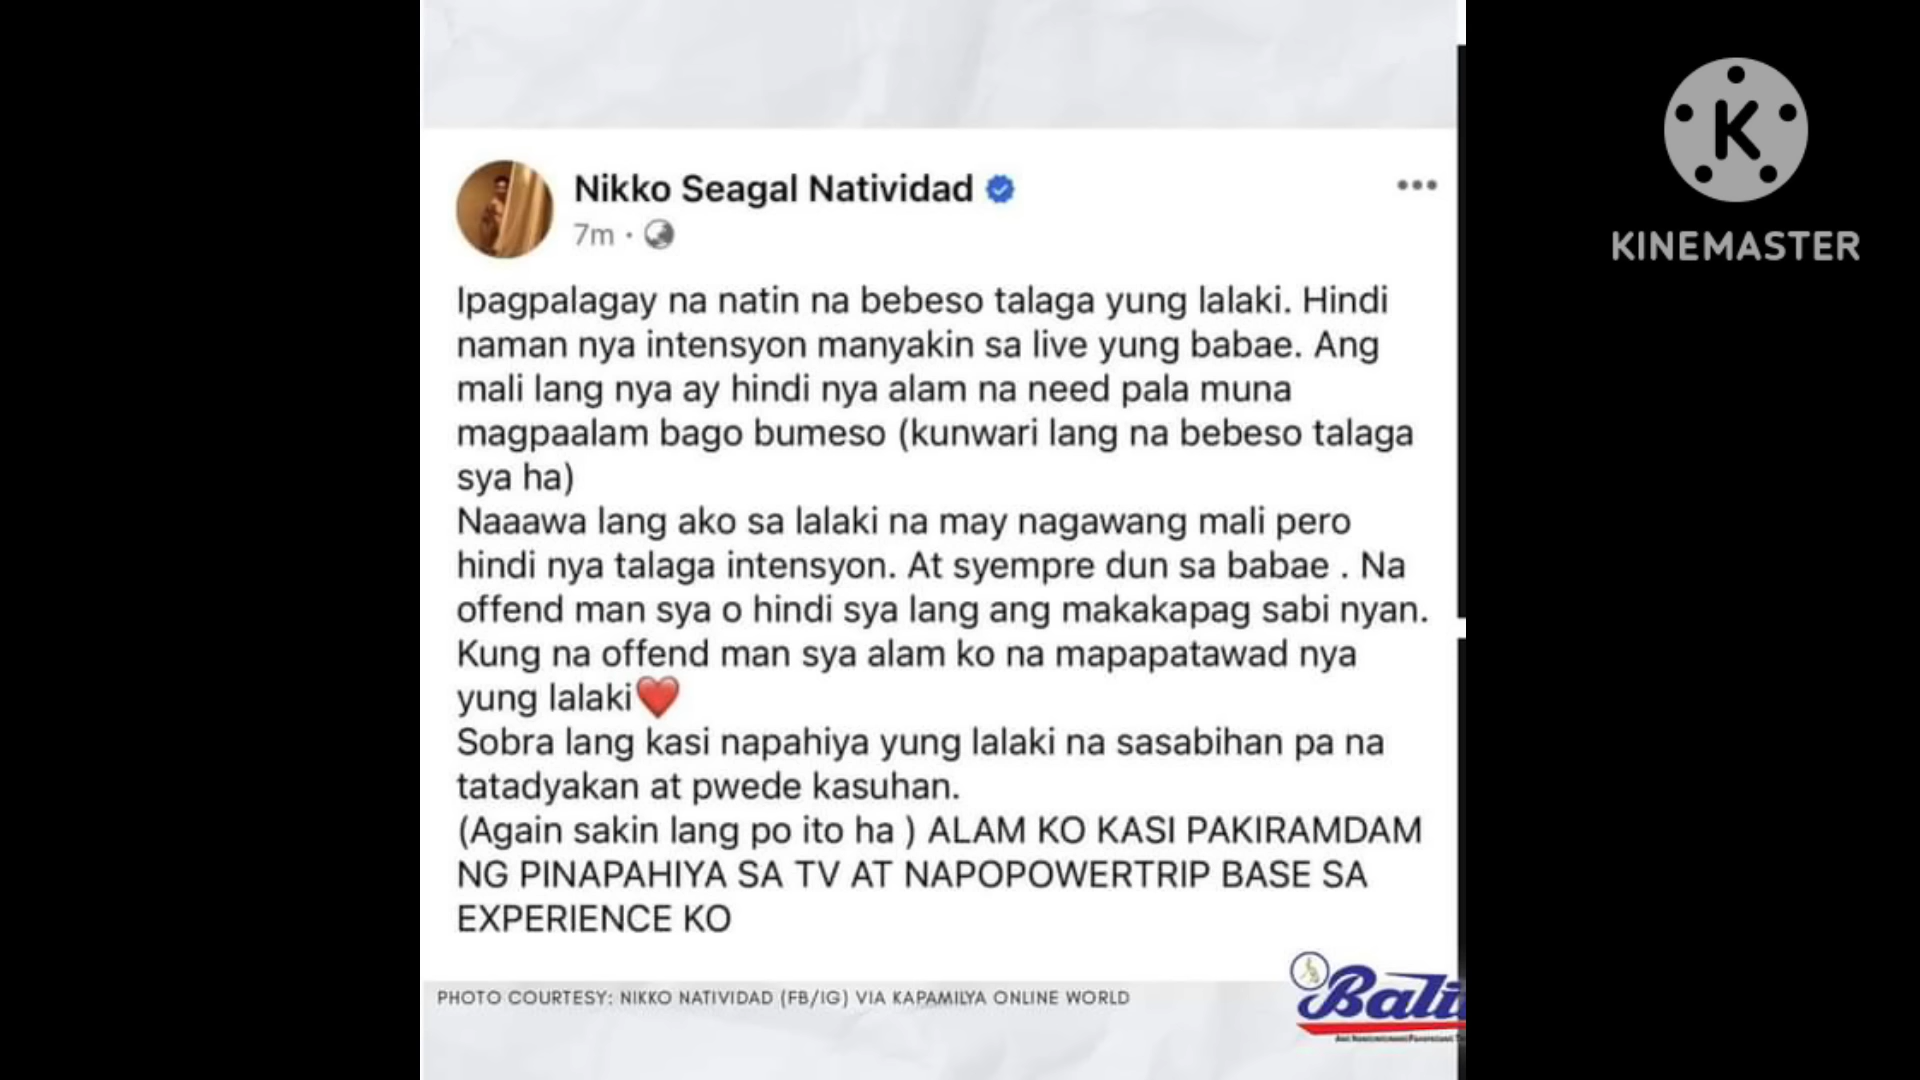 Nikko Seagal Natividad
7m ·
Ipagpalagay na natin na bebeso talaga yung lalaki. Hindi
naman nya intensyon manyakin sa live yung babae. Ang
mali lang nya ay hindi nya alam na need pala muna
magpaalam bago bumeso (kunwari lang na bebeso talaga
sya ha)
Naaawa lang ako sa lalaki na may nagawang mali pero
hindi nya talaga intensyon. At syempre dun sa babae . Na
offend man sya o hindi sya lang ang makakapag sabi nyan.
Kung na offend man sya alam ko na mapapatawad nya
yung lalaki❤️
Sobra lang kasi napahiya yung lalaki na sasabihan pa na
tatadyakan at pwede kasuhan.
(Again sakin lang po ito ha ) ALAM KO KASI PAKIRAMDAM
NG PINAPAHIYA SA TV AT NAPOPOWERTRIP BASE SA
EXPERIENCE KO
PHOTO COURTESY: NIKKO NATIVIDAD (FB/IG) VIA KAPAMILYA ONLINE WORLD
K
KINEMASTER